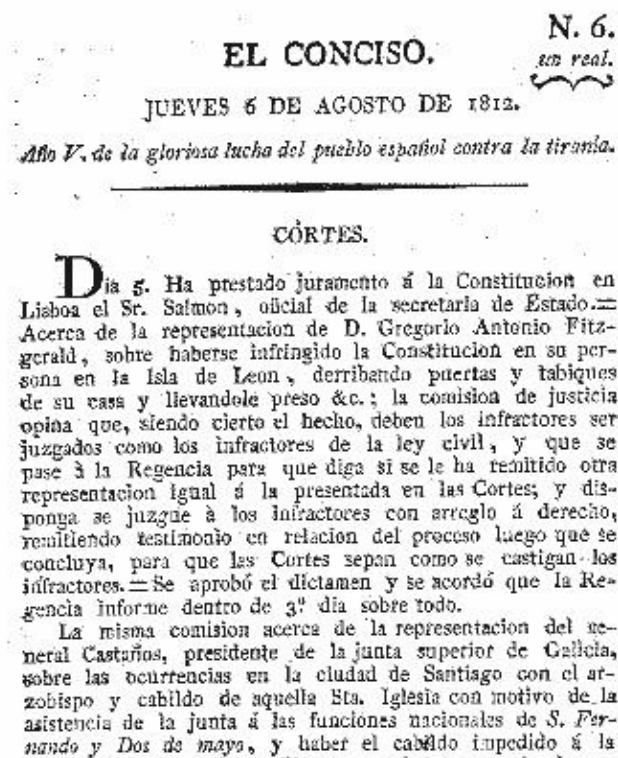 N. 6.
EL CONCISO.
un real.
JUEVES 6 DE AGOSTO DE 1812.
Año V. de la gloriosa lucha del pueblo español contra la tiranía.
CÓRTES.
Dia 5. Ha prestado juramento á la Constitucion en
Lisboa el Sr. Salmon, oficial de la secretaria de Estado.=
Acerca de la representacion de D. Gregorio Antonio Fitz-
gerald, sobre haberse infringido la Constitucion en su per-
sona en la Isla de Leon, derribando puertas y tabiques
de su casa y llevandole preso &c.; la comision de justicia
opina que, siendo cierto el hecho, deben los infractores ser
juzgados como los infractores de la ley civil, y que se
pase à la Regencia para que diga si se le ha remitido otra
representacion igual á la presentada en las Cortes; y dis-
ponga se juzgue à los infractores con arreglo á derecho,
remitiendo testimonio en relacion del proceso luego que se
concluya, para que las Cortes sepan como se castigan los
infractores.=Se aprobó el dictamen y se acordó que la Re-
gencia informe dentro de 3.º dia sobre todo.
La misma comision acerca de la representacion del ge-
neral Castaños, presidente de la junta superior de Galicia,
sobre las ocurrencias en la ciudad de Santiago con el ar-
zobispo y cabildo de aquella Sta. Iglesia con motivo de la
asistencia de la junta á las funciones nacionales de S. Fer-
nando y Dos de mayo, y haber el cabildo impedido á la